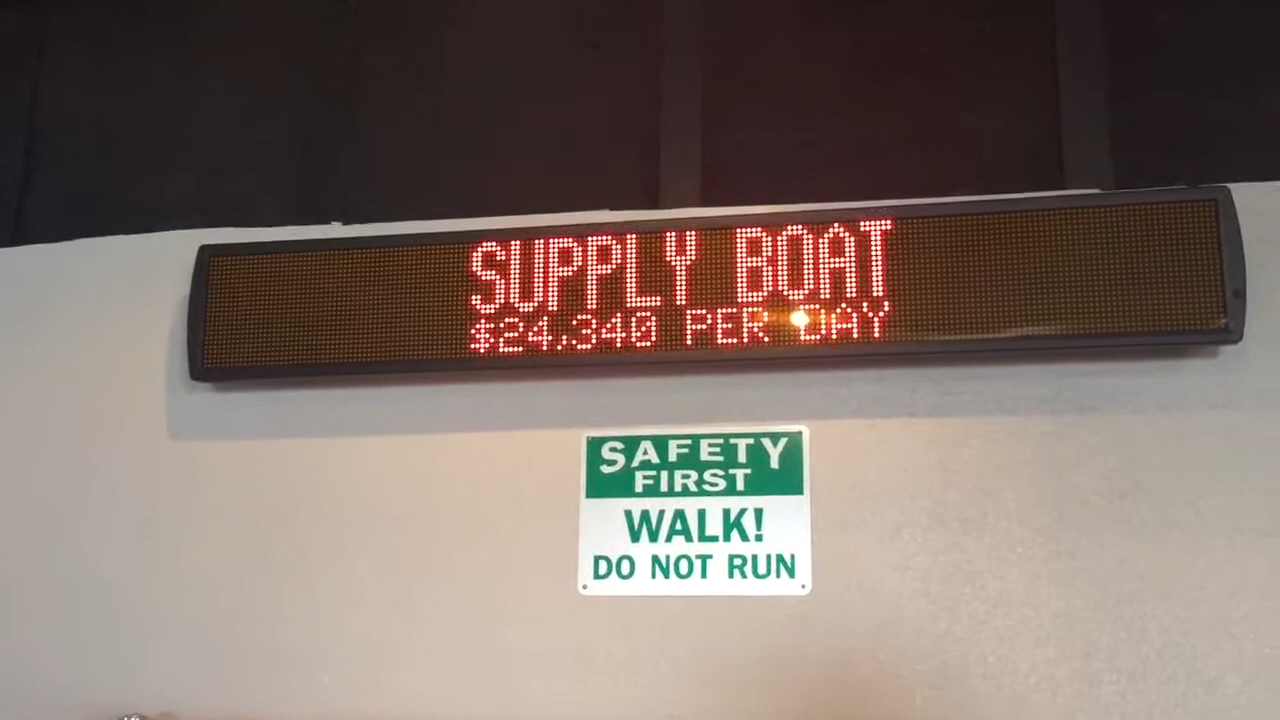 SUPPLY BOAT
$24,340 PER DAY
SAFETY
FIRST
WALK!
DO NOT RUN